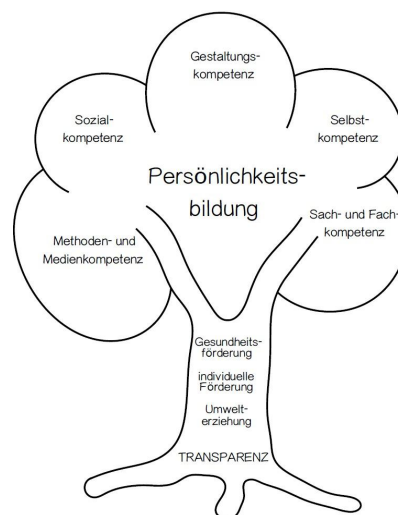 Gestaltungs-
kompetenz
Sozial-
kompetenz
Selbst-
kompetenz
Persönlichkeits-
bildung
Methoden- und
Medienkompetenz
Sach- und Fach-
kompetenz
Gesundheits-
förderung
individuelle
Förderung
Umwelt-
erziehung
TRANSPARENZ